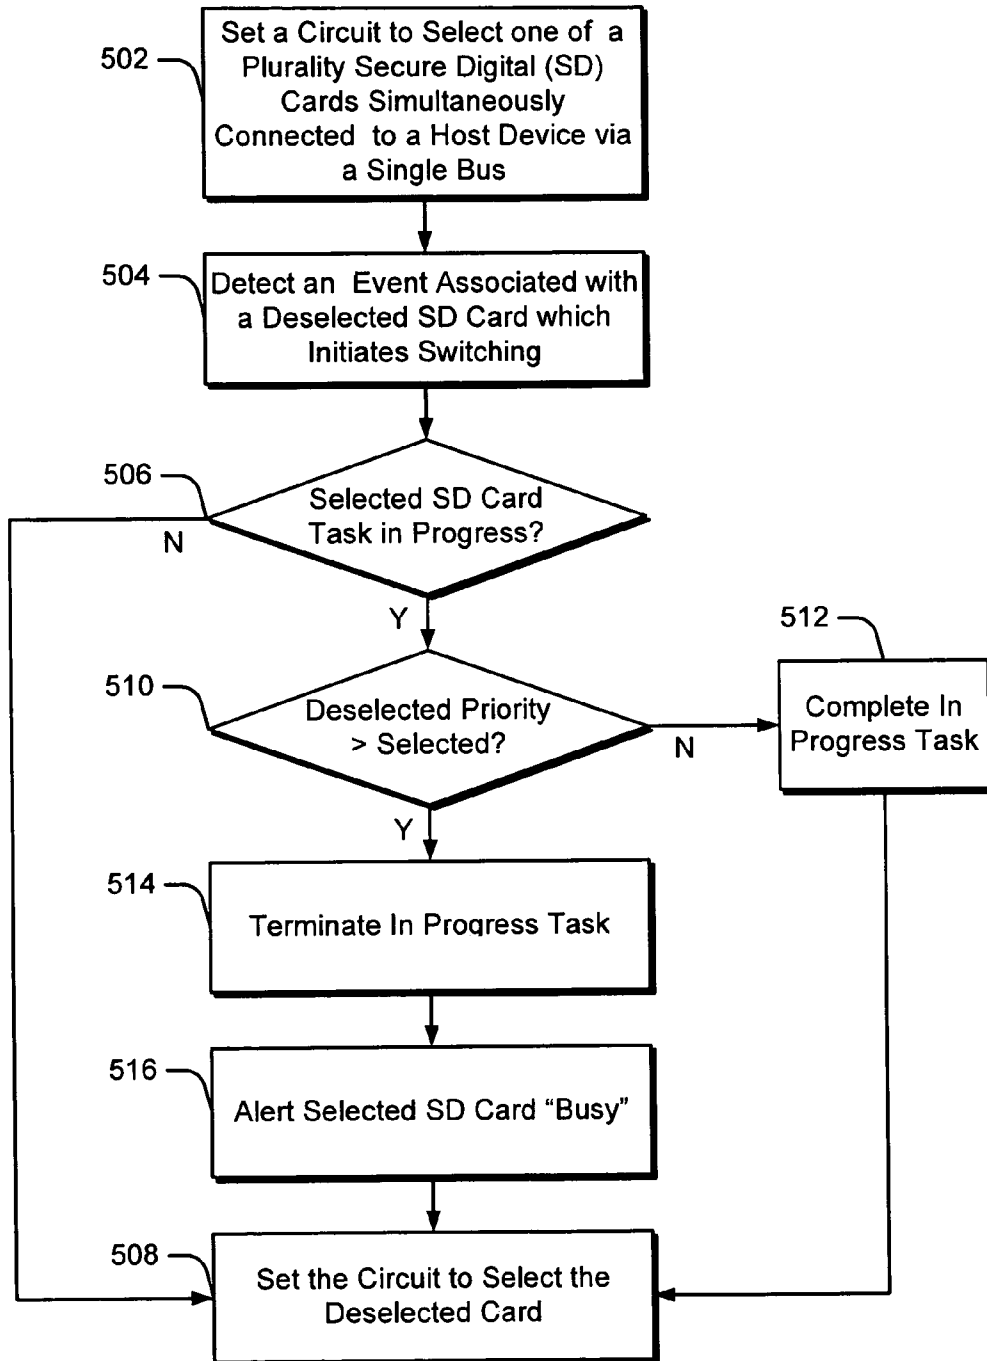 502
Set a Circuit to Select one of a
Plurality Secure Digital (SD)
Cards Simultaneously
Connected to a Host Device via
a Single Bus
504
Detect an Event Associated with
a Deselected SD Card which
Initiates Switching
506
Selected SD Card
Task in Progress?
N
Y
510
Deselected Priority
> Selected?
N
Y
512
Complete In
Progress Task
514
Terminate In Progress Task
516
Alert Selected SD Card “Busy”
508
Set the Circuit to Select the
Deselected Card